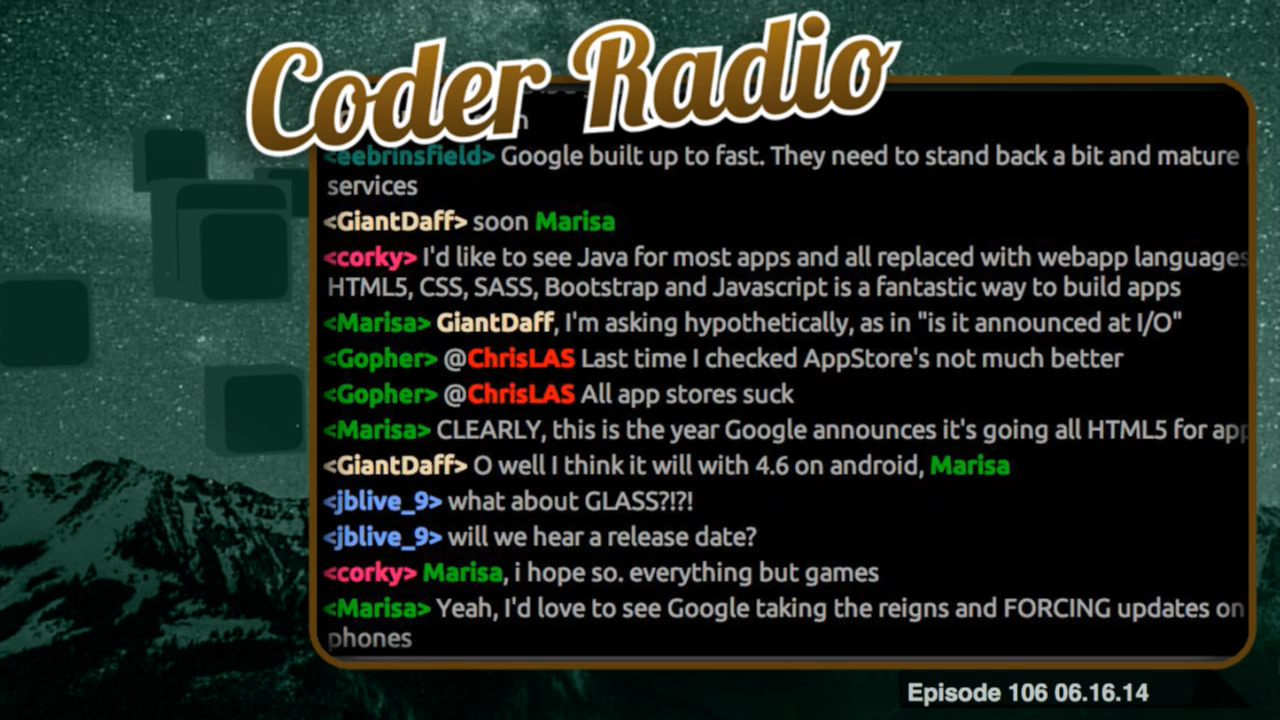 Coder Radio
n
<eebrinsfield> Google built up to fast. They need to stand back a bit and mature
services
<GiantDaff> soon Marisa
<corky> I'd like to see Java for most apps and all replaced with webapp languages
HTML5, CSS, SASS, Bootstrap and Javascript is a fantastic way to build apps
<Marisa> GiantDaff, I'm asking hypothetically, as in "is it announced at I/O"
<Gopher> @ChrisLAS Last time I checked AppStore's not much better
<Gopher> @ChrisLAS All app stores suck
<Marisa> CLEARLY, this is the year Google announces it's going all HTML5 for app
<GiantDaff> O well I think it will with 4.6 on android, Marisa
<jblive_9> what about GLASS?!?!
<jblive_9> will we hear a release date?
<corky> Marisa, i hope so. everything but games
<Marisa> Yeah, I'd love to see Google taking the reigns and FORCING updates on
phones
Episode 106 06.16.14